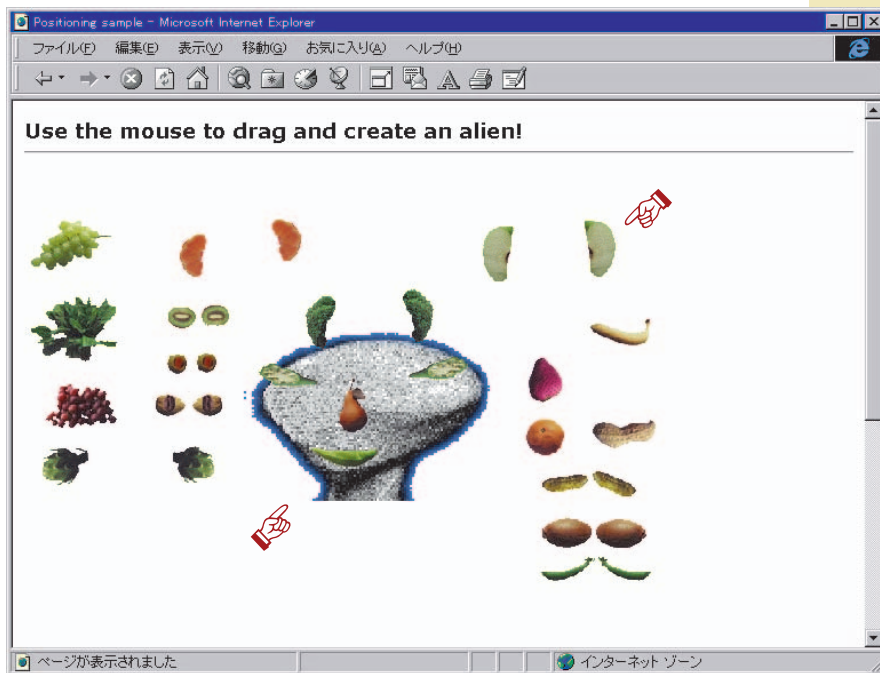 Positioning sample - Microsoft Internet Explorer
ファイル(F) 編集(E) 表示(V) 移動(G) お気に入り(A) ヘルプ(H)
Use the mouse to drag and create an alien!
ページが表示されました
インターネット ゾーン